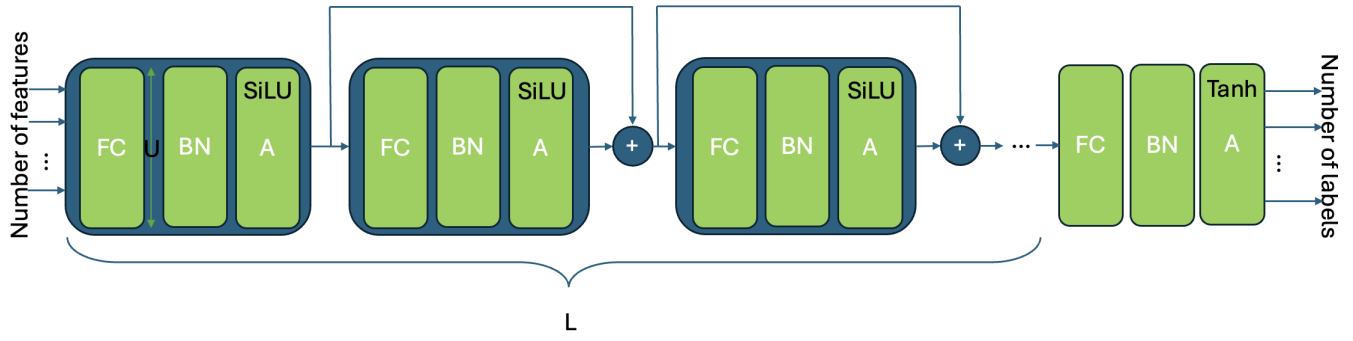 Number of features
...
FC
U
BN
SiLU
A
FC
BN
SiLU
A
+
FC
BN
SiLU
A
+
...
FC
BN
Tanh
A
...
Number of labels
L